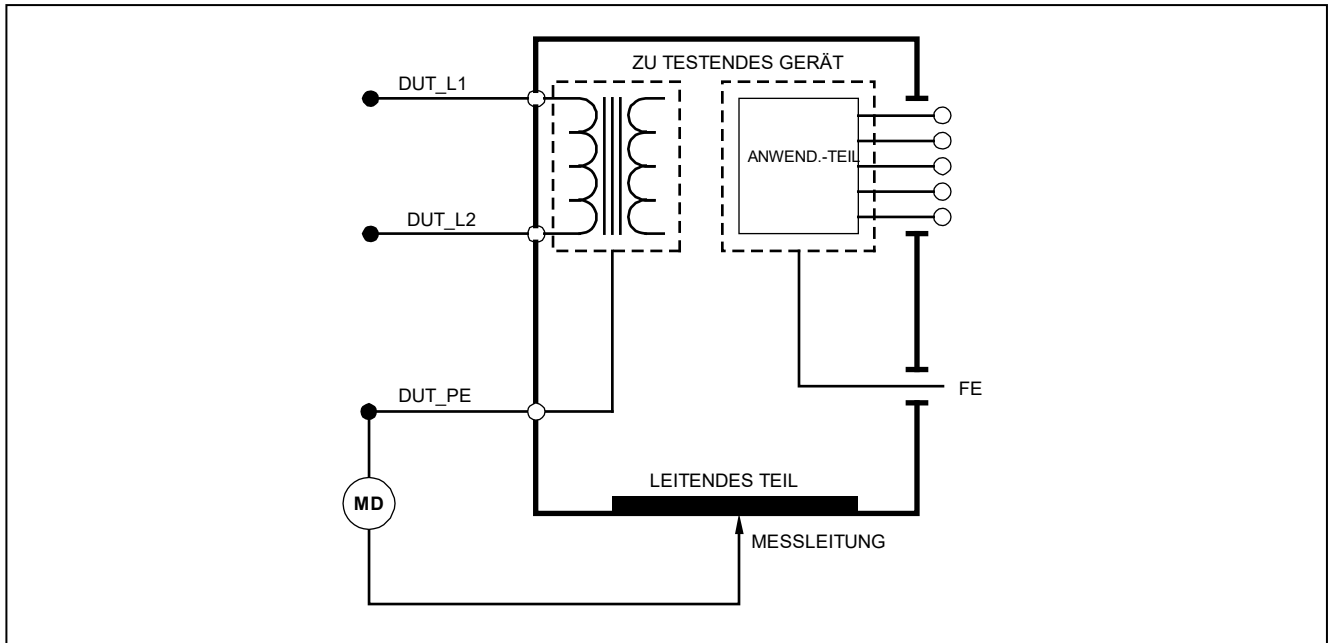 ZU TESTENDES GERÄT
DUT_L1
ANWEND.-TEIL
DUT_L2
DUT_PE
FE
LEITENDES TEIL
MD
MESSLEITUNG